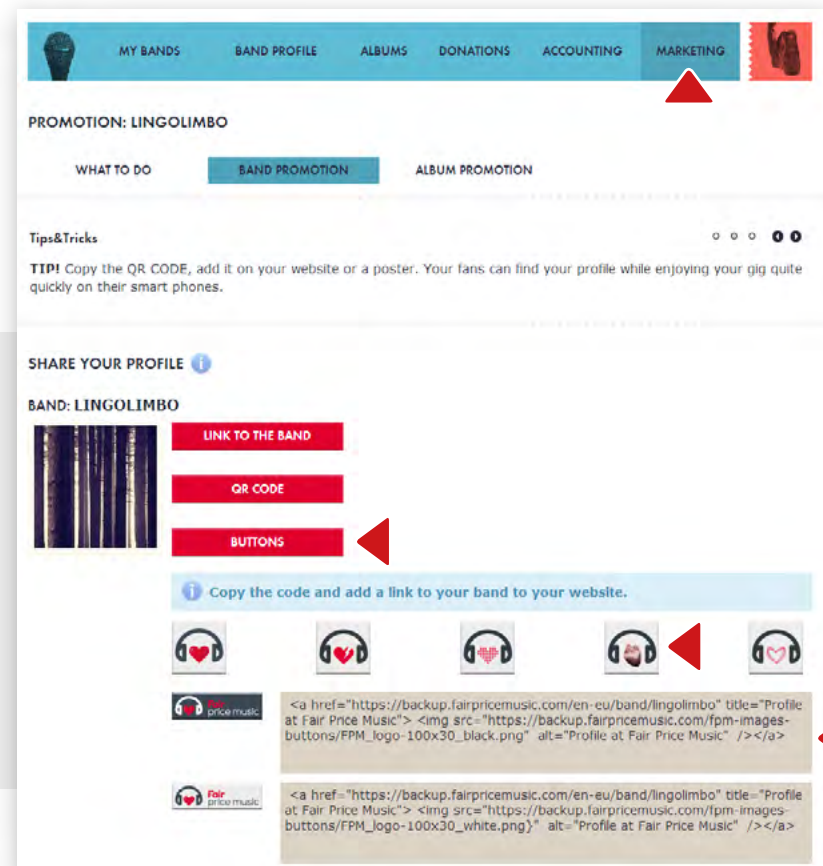 MY BANDS BAND PROFILE ALBUMS DONATIONS ACCOUNTING MARKETING
PROMOTION: LINGOLIMBO
WHAT TO DO BAND PROMOTION ALBUM PROMOTION
Tips&Tricks
TIP! Copy the QR CODE, add it on your website or a poster. Your fans can find your profile while enjoying your gig quite
quickly on their smart phones.
SHARE YOUR PROFILE i
BAND: LINGOLIMBO
LINK TO THE BAND
QR CODE
BUTTONS
i Copy the code and add a link to your band to your website.
Fair
price music
<a href="https://backup.fairpricemusic.com/en-eu/band/lingolimbo" title="Profile
at Fair Price Music"> <img src="https://backup.fairpricemusic.com/fpm-images-
buttons/FPM_logo-100x30_black.png" alt="Profile at Fair Price Music" /></a>
Fair
price music
<a href="https://backup.fairpricemusic.com/en-eu/band/lingolimbo" title="Profile
at Fair Price Music"> <img src="https://backup.fairpricemusic.com/fpm-images-
buttons/FPM_logo-100x30_white.png}" alt="Profile at Fair Price Music" /></a>